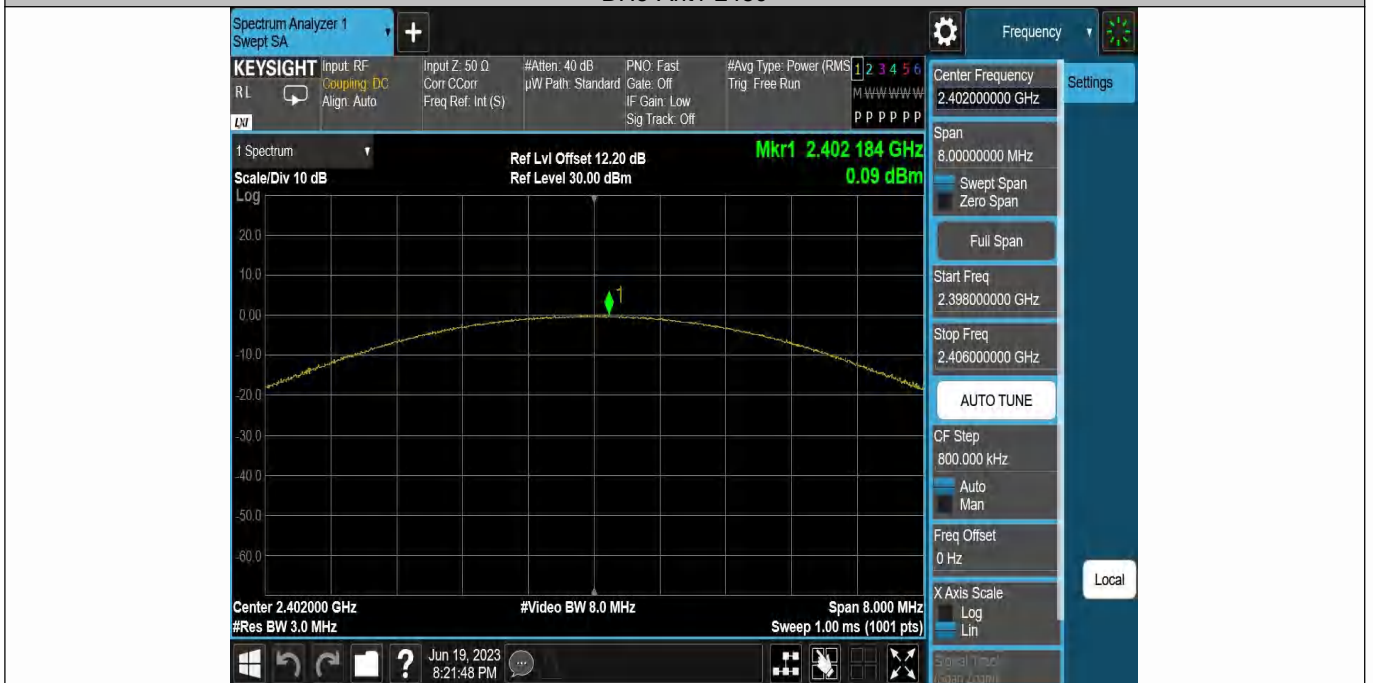 Spectrum Analyzer 1
Swept SA
+
Frequency
KEYSIGHT
RL
LXI
Input: RF
Coupling: DC
Align: Auto
Input Z: 50 Ω
Corr CCorr
Freq Ref: Int (S)
#Atten: 40 dB
µW Path: Standard
PNO: Fast
Gate: Off
IF Gain: Low
Sig Track: Off
#Avg Type: Power (RMS
Trig: Free Run
1 2 3 4 5 6
M W W W W W
P P P P P P
Center Frequency
2.402000000 GHz
Settings
1 Spectrum
Scale/Div 10 dB
Ref Lvl Offset 12.20 dB
Ref Level 30.00 dBm
Mkr1 2.402 184 GHz
0.09 dBm
Log
20.0
10.0
0.00
-10.0
-20.0
-30.0
-40.0
-50.0
-60.0
1
Center 2.402000 GHz
#Res BW 3.0 MHz
#Video BW 8.0 MHz
Span 8.000 MHz
Sweep 1.00 ms (1001 pts)
Span
8.00000000 MHz
Swept Span
Zero Span
Full Span
Start Freq
2.398000000 GHz
Stop Freq
2.406000000 GHz
AUTO TUNE
CF Step
800.000 kHz
Auto
Man
Freq Offset
0 Hz
X Axis Scale
Log
Lin
Local
Signal Track
(Span Zoom)
?
Jun 19, 2023
8:21:48 PM